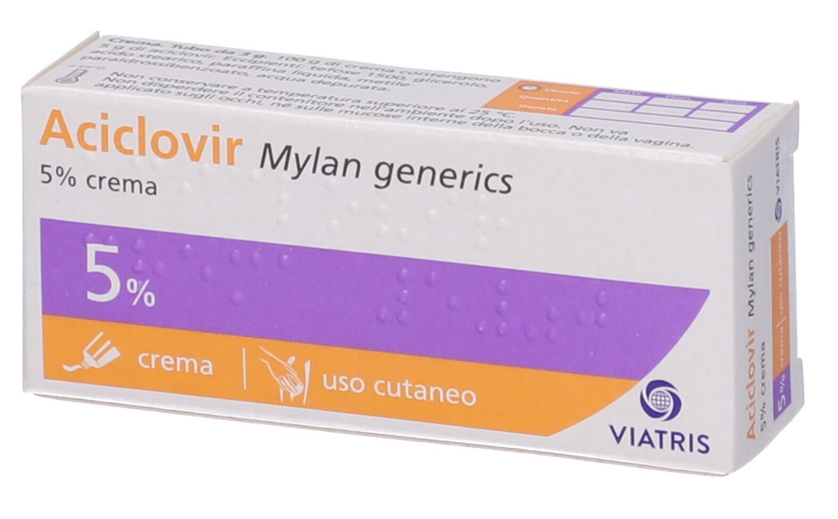 Crema. Tubo da 3 g. 100 g di crema contengono
5 g di aciclovir. Eccipienti: tefose 1500, glicerolo,
acido stearico, paraffina liquida, metile
paraidrossibenzoato, acqua depurata.
Non conservare a temperatura superiore ai 25 °C.
Non disperdere il contenitore nell'ambiente dopo l'uso. Non va
applicato sugli occhi, né sulle mucose interne della bocca o della vagina.
Orario
Quantità
Durata
Aciclovir Mylan generics
5% crema
5%
crema | uso cutaneo
VIATRIS
Aciclovir Mylan generics
5% crema
5% crema | uso cutaneo
VIATRIS